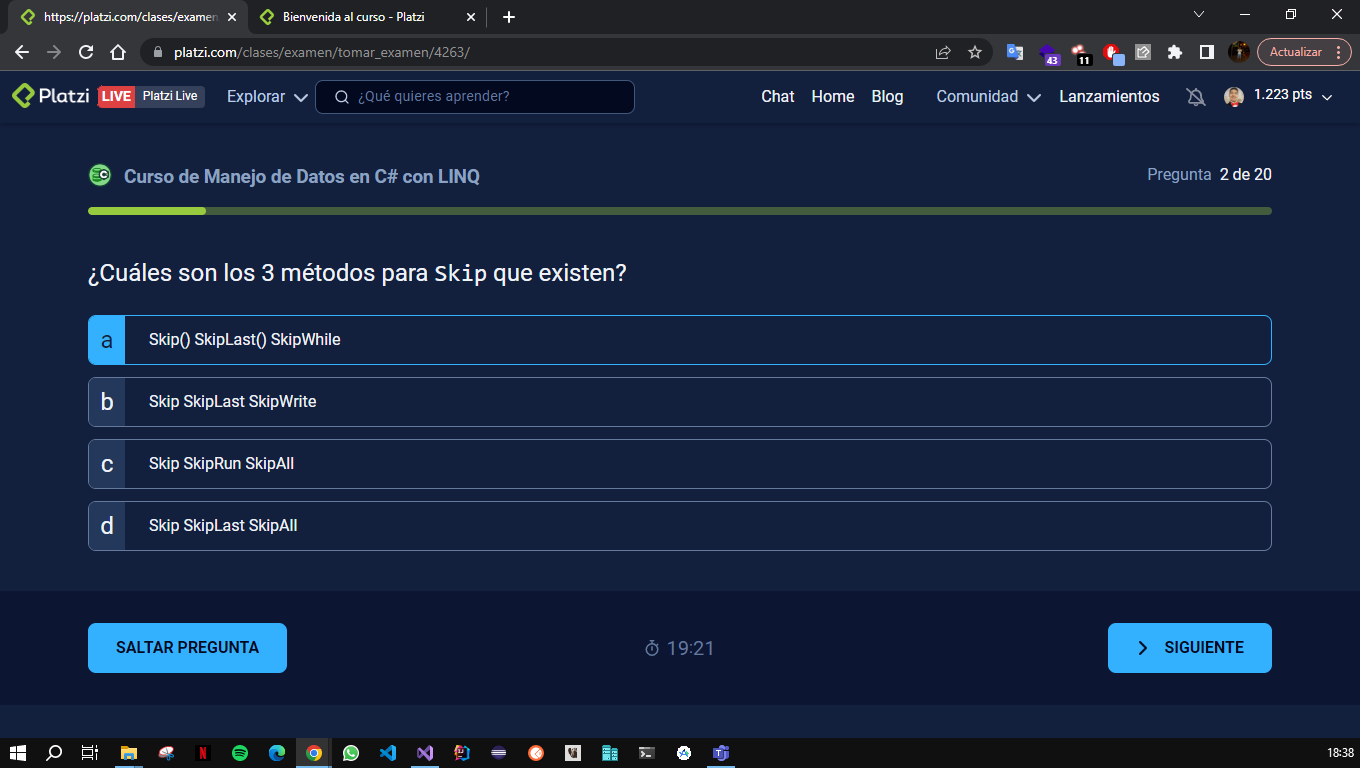 https://platzi.com/clases/examen
Bienvenida al curso - Platzi
platzi.com/clases/examen/tomar_examen/4263/
43
11
Actualizar
Platzi
LIVE
Platzi Live
Explorar
¿Qué quieres aprender?
Chat
Home
Blog
Comunidad
Lanzamientos
1.223 pts
Curso de Manejo de Datos en C# con LINQ
Pregunta 2 de 20
¿Cuáles son los 3 métodos para Skip que existen?
a Skip() SkipLast() SkipWhile
b Skip SkipLast SkipWrite
c Skip SkipRun SkipAll
d Skip SkipLast SkipAll
SALTAR PREGUNTA
19:21
SIGUIENTE
18:38